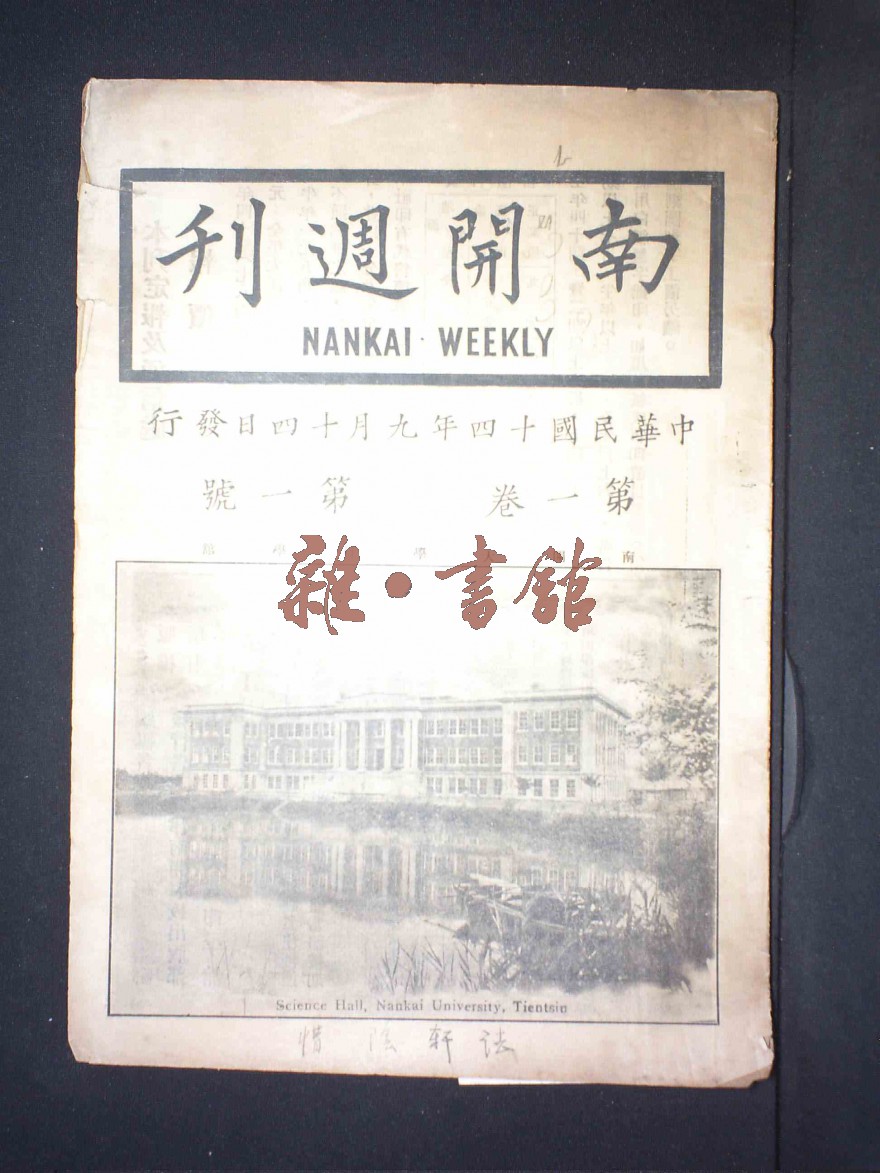 南開週刊
NANKAI · WEEKLY
中華民國十四年九月十四日發行
第一卷 第一號
雜·書館
Science Hall, Nankai University, Tientsin